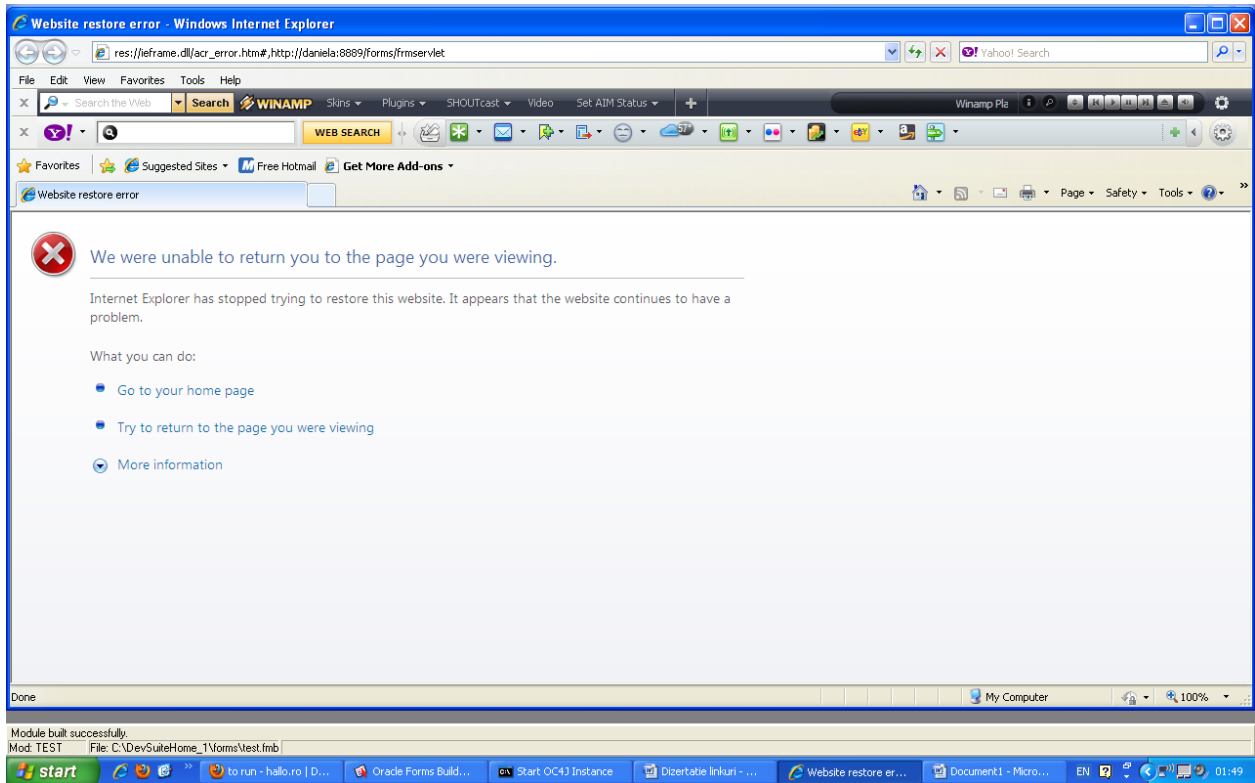 Website restore error - Windows Internet Explorer
res://ieframe.dll/acr_error.htm#,http://daniela:8889/forms/frmservlet
Yahoo! Search
File Edit View Favorites Tools Help
x Search the Web Search WINAMP Skins Plugins SHOUTcast Video Set AIM Status Winamp Pla
x Y! WEB SEARCH
Favorites Suggested Sites Free Hotmail Get More Add-ons
Website restore error Page Safety Tools »
We were unable to return you to the page you were viewing.
Internet Explorer has stopped trying to restore this website. It appears that the website continues to have a
problem.
What you can do:
Go to your home page
Try to return to the page you were viewing
More information
Done My Computer 100%
Module built successfully.
Mod: TEST File: C:\DevSuiteHome_1\forms\test.fmb
start » to run - hallo.ro | D... Oracle Forms Build... Start OC4J Instance Dizertatie linkuri - ... Website restore er... Document1 - Micro... EN 01:49